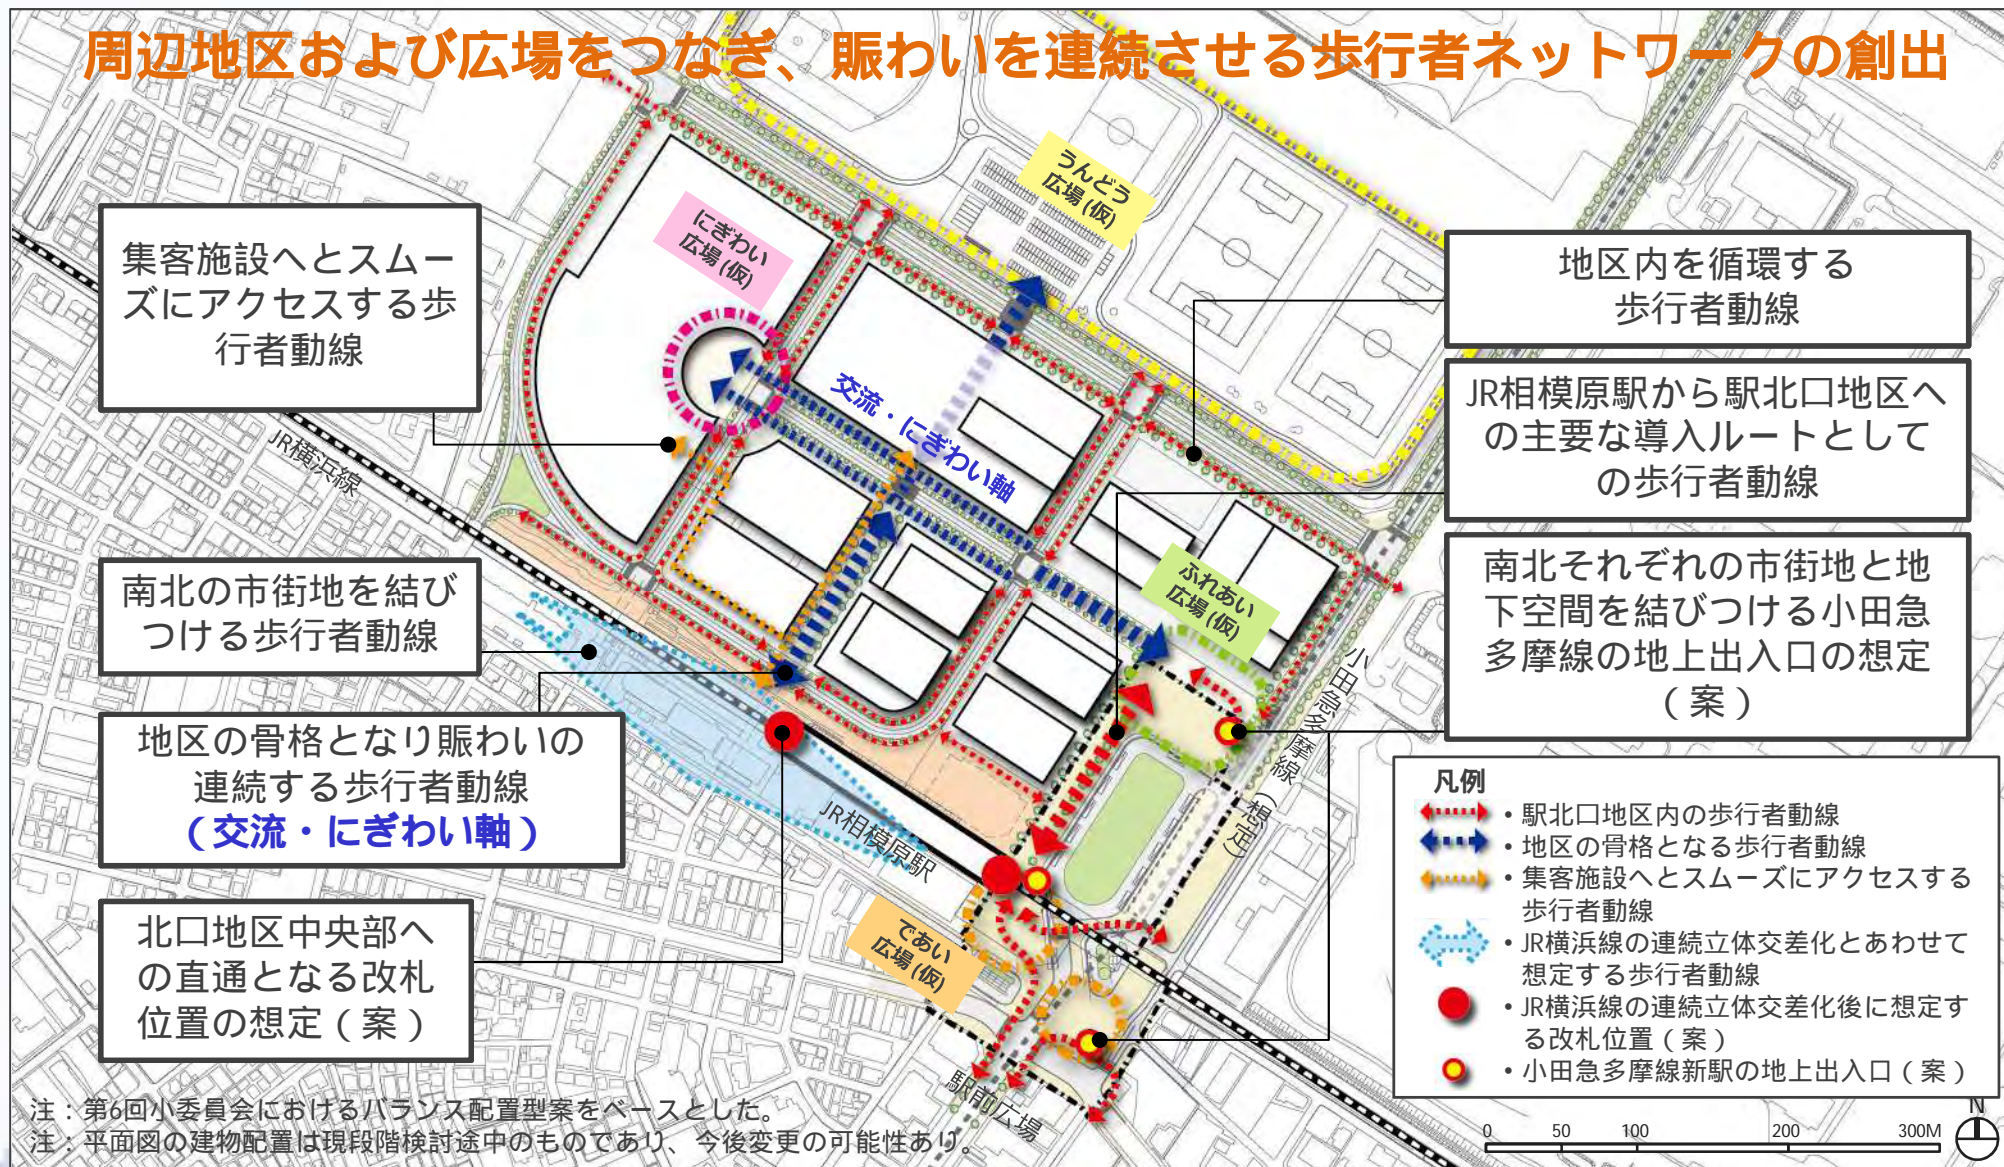 周辺地区および広場をつなぎ、賑わいを連続させる歩行者ネットワークの創出
うんどう
広場(仮)
にぎわい
広場(仮)
集客施設へとスムー
ズにアクセスする歩
行者動線
地区内を循環する
歩行者動線
JR相模原駅から駅北口地区へ
の主要な導入ルートとして
の歩行者動線
交流・にぎわい軸
JR横浜線
南北の市街地を結び
つける歩行者動線
ふれあい
広場(仮)
南北それぞれの市街地と地
下空間を結びつける小田急
多摩線の地上出入口の想定
（案）
小田急多摩線（想定）
地区の骨格となり賑わいの
連続する歩行者動線
（交流・にぎわい軸）
JR相模原駅
北口地区中央部へ
の直通となる改札
位置の想定（案）
であい
広場(仮)
駅前広場
凡例
・駅北口地区内の歩行者動線
・地区の骨格となる歩行者動線
・集客施設へとスムーズにアクセスする
歩行者動線
・JR横浜線の連続立体交差化とあわせて
想定する歩行者動線
・JR横浜線の連続立体交差化後に想定す
る改札位置（案）
・小田急多摩線新駅の地上出入口（案）
注：第6回小委員会におけるバランス配置型案をベースとした。
注：平面図の建物配置は現段階検討途中のものであり、今後変更の可能性あり。
0 50 100 200 300M
N